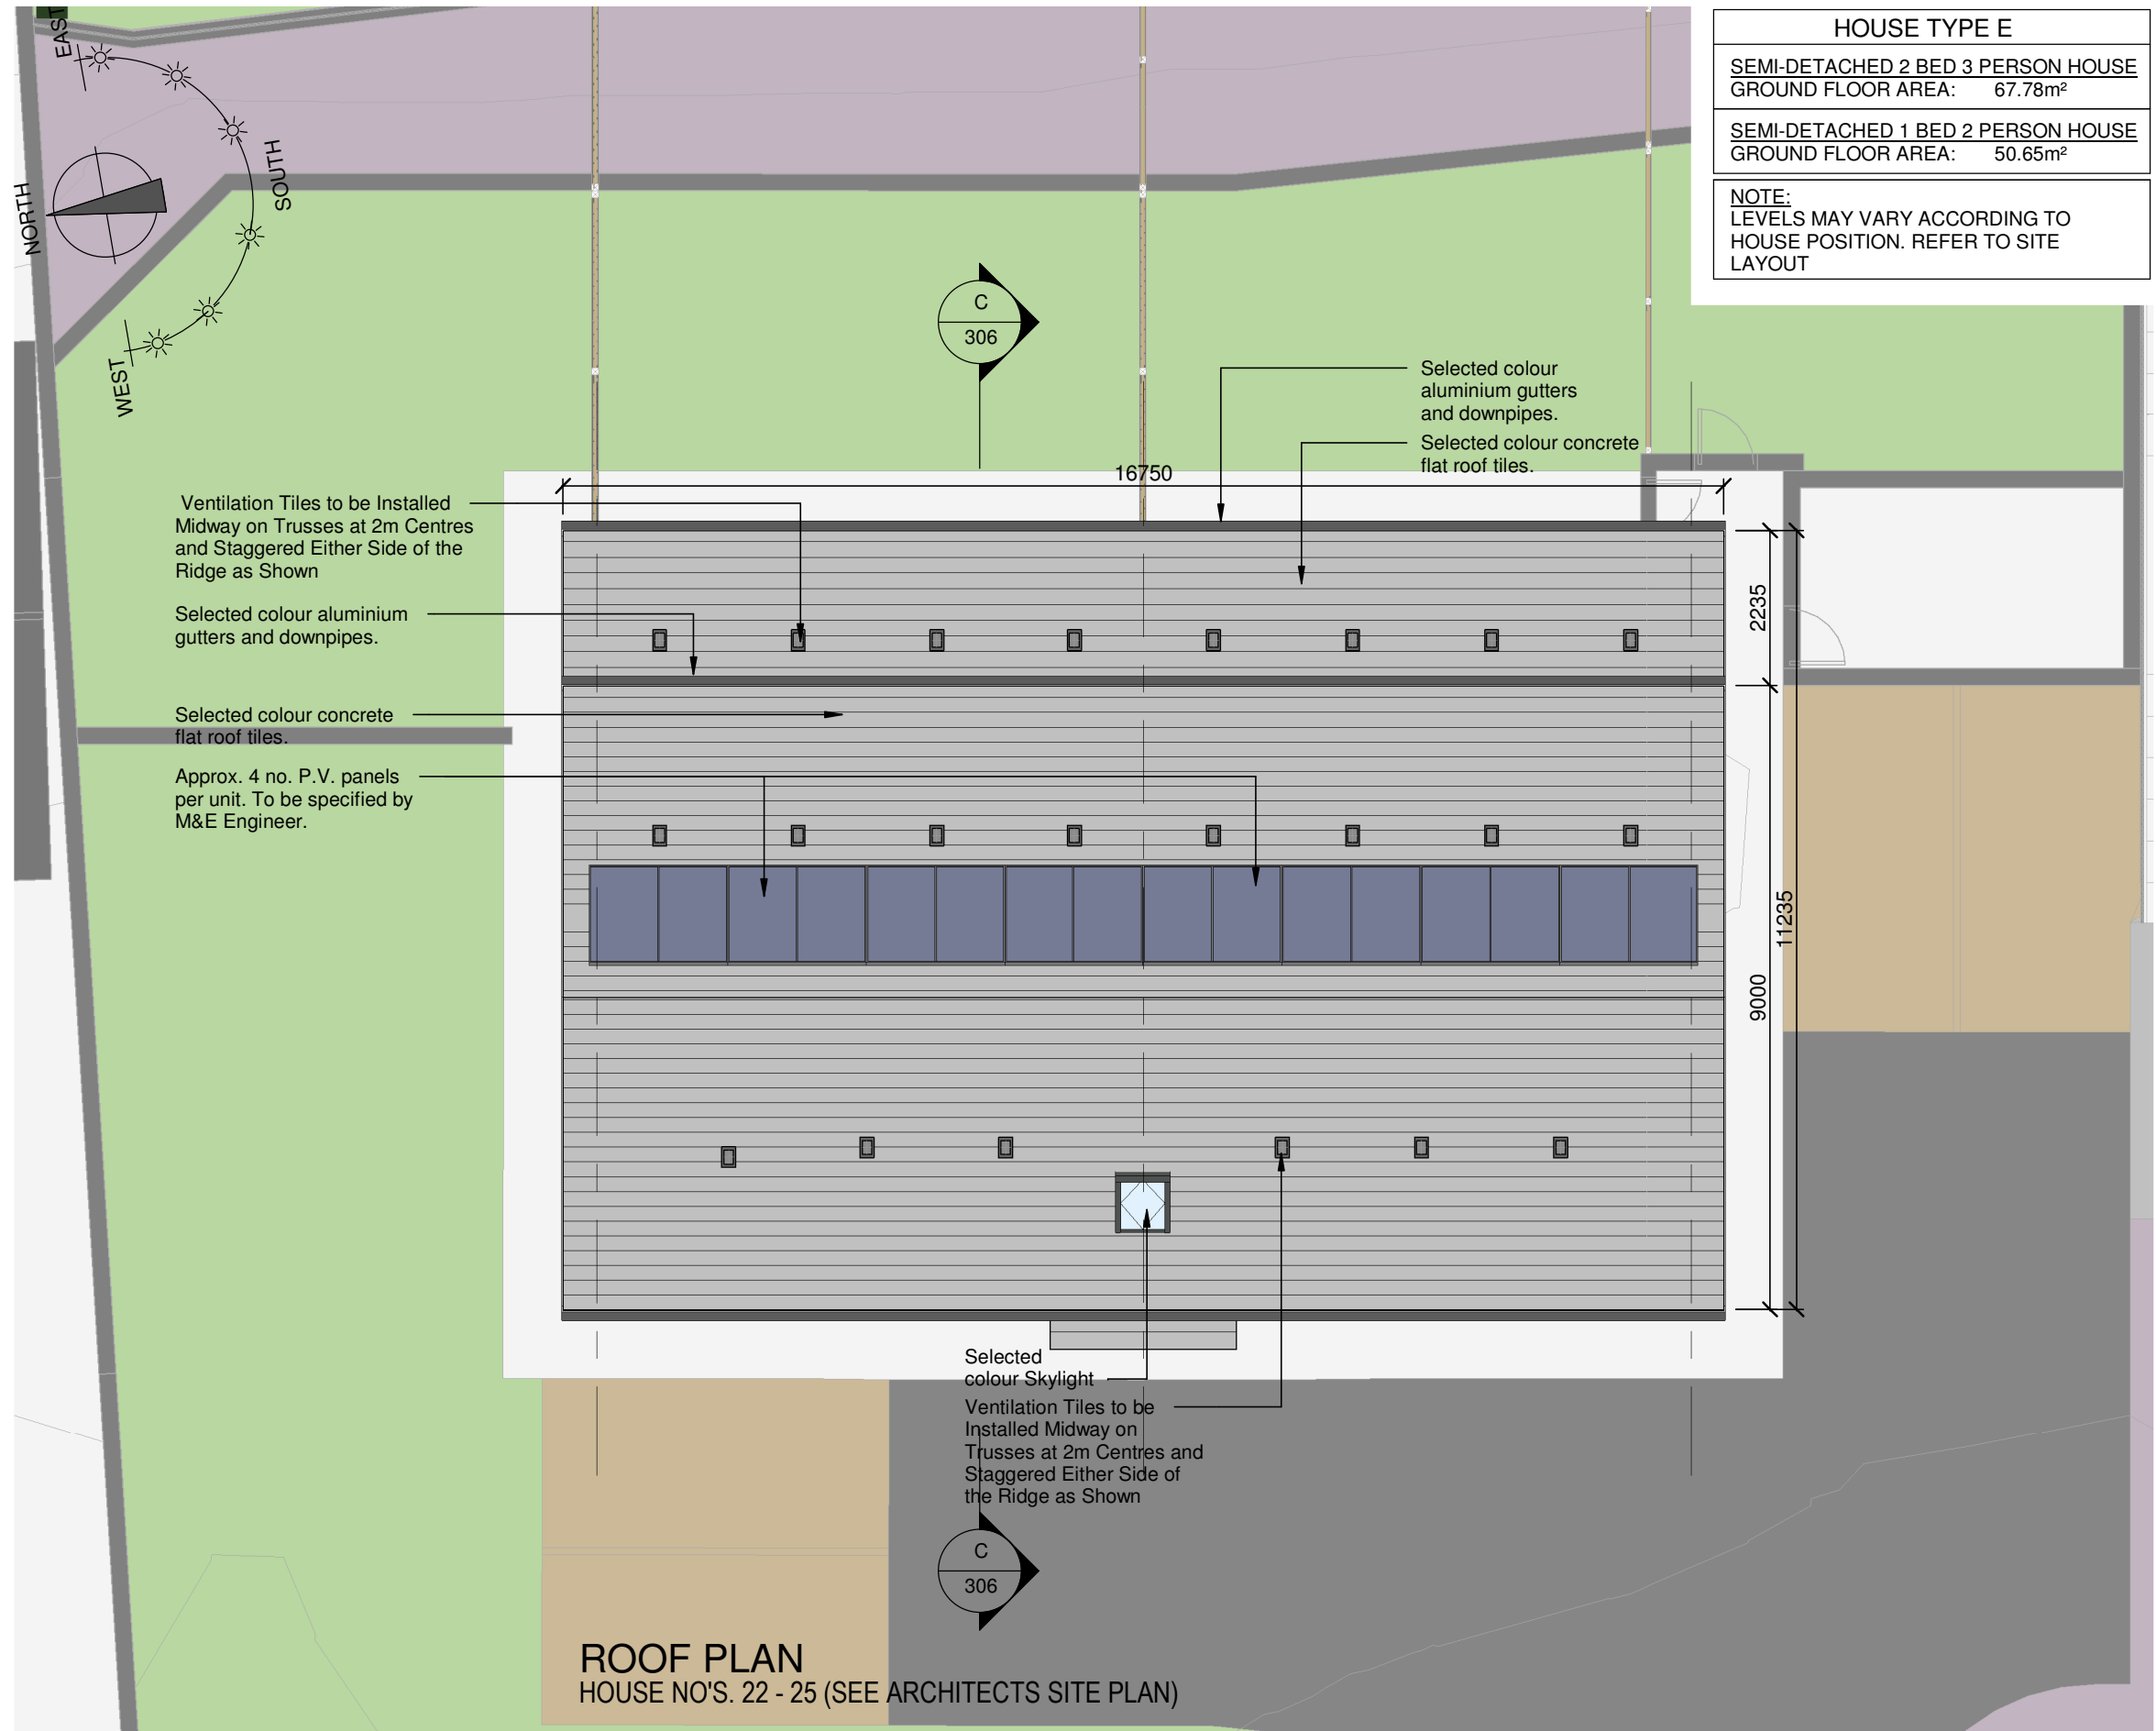 HOUSE TYPE E
SEMI-DETACHED 2 BED 3 PERSON HOUSE
GROUND FLOOR AREA: 67.78m²
SEMI-DETACHED 1 BED 2 PERSON HOUSE
GROUND FLOOR AREA: 50.65m²
NOTE:
LEVELS MAY VARY ACCORDING TO
HOUSE POSITION. REFER TO SITE
LAYOUT
EAST
SOUTH
NORTH
WEST
C
306
Selected colour
aluminium gutters
and downpipes.
Selected colour concrete
flat roof tiles.
16750
Ventilation Tiles to be Installed
Midway on Trusses at 2m Centres
and Staggered Either Side of the
Ridge as Shown
Selected colour aluminium
gutters and downpipes.
Selected colour concrete
flat roof tiles.
Approx. 4 no. P.V. panels
per unit. To be specified by
M&E Engineer.
2235
11235
9000
Selected
colour Skylight
Ventilation Tiles to be
Installed Midway on
Trusses at 2m Centres and
Staggered Either Side of
the Ridge as Shown
C
306
ROOF PLAN
HOUSE NO'S. 22 - 25 (SEE ARCHITECTS SITE PLAN)